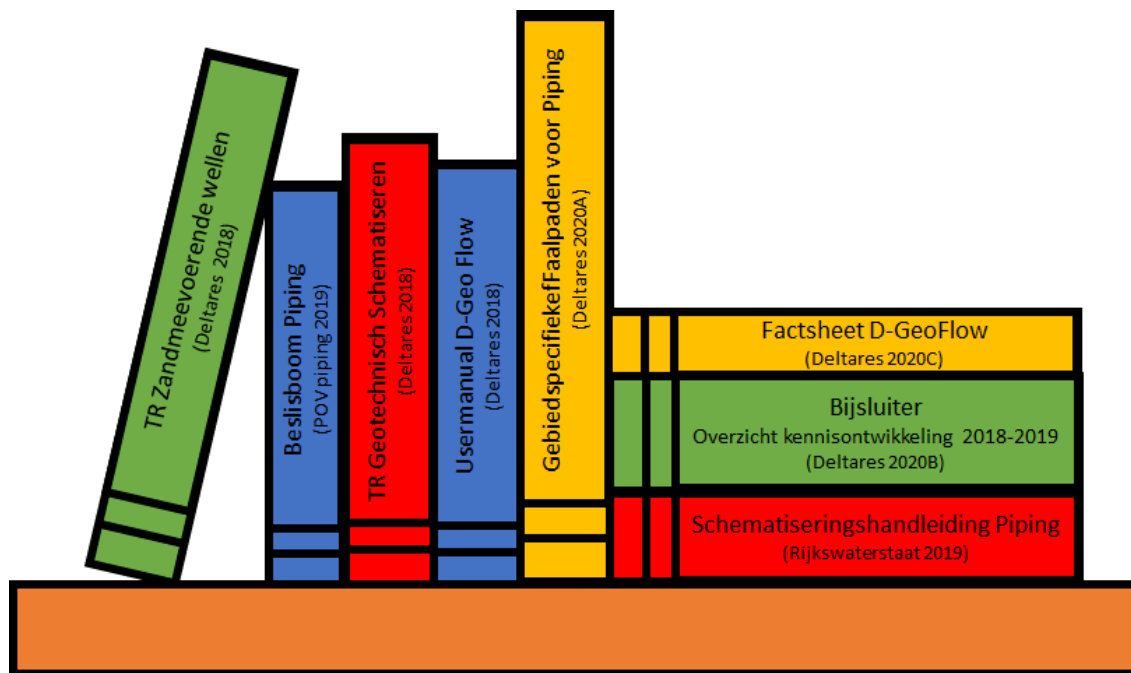 TR Zandmeevoerende wellen
(Deltares 2018)
Beslisboom Piping
(POV piping 2019)
TR Geotechnisch Schematiseren
(Deltares 2018)
Usermanual D-Geo Flow
(Deltares 2018)
GebiedspecifiekefFaalpaden voor Piping
(Deltares 2020A)
Factsheet D-GeoFlow
(Deltares 2020C)
Bijsluiter
Overzicht kennisontwikkeling 2018-2019
(Deltares 2020B)
Schematiseringshandleiding Piping
(Rijkswaterstaat 2019)